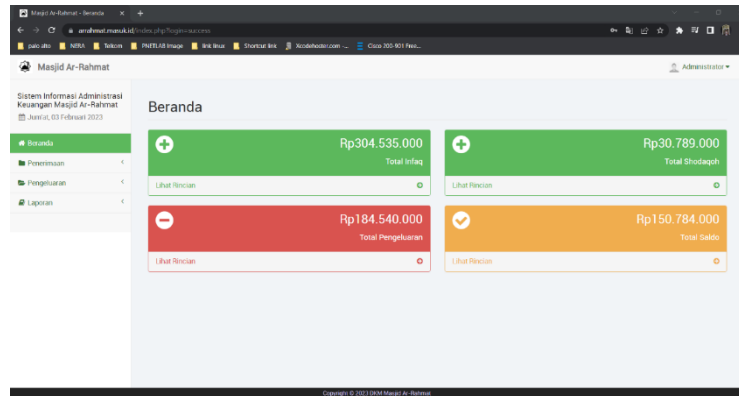 Masjid Ar-Rahmat - Beranda
arrahmat.masuk.id/index.php?login=success
palo alto NERA Telkom PNETLAB Image link linux Shortcut link Xcodehoster.com -... Cisco 200-901 Free...
Masjid Ar-Rahmat
Administrator
Sistem Informasi Administrasi
Keuangan Masjid Ar-Rahmat
Jum'at, 03 Februari 2023
Beranda
Beranda
Penerimaan
Pengeluaran
Laporan
Rp304.535.000
Total Infaq
Lihat Rincian
Rp30.789.000
Total Shodaqoh
Lihat Rincian
Rp184.540.000
Total Pengeluaran
Lihat Rincian
Rp150.784.000
Total Saldo
Lihat Rincian
Copyright © 2023 DKM Masjid Ar-Rahmat